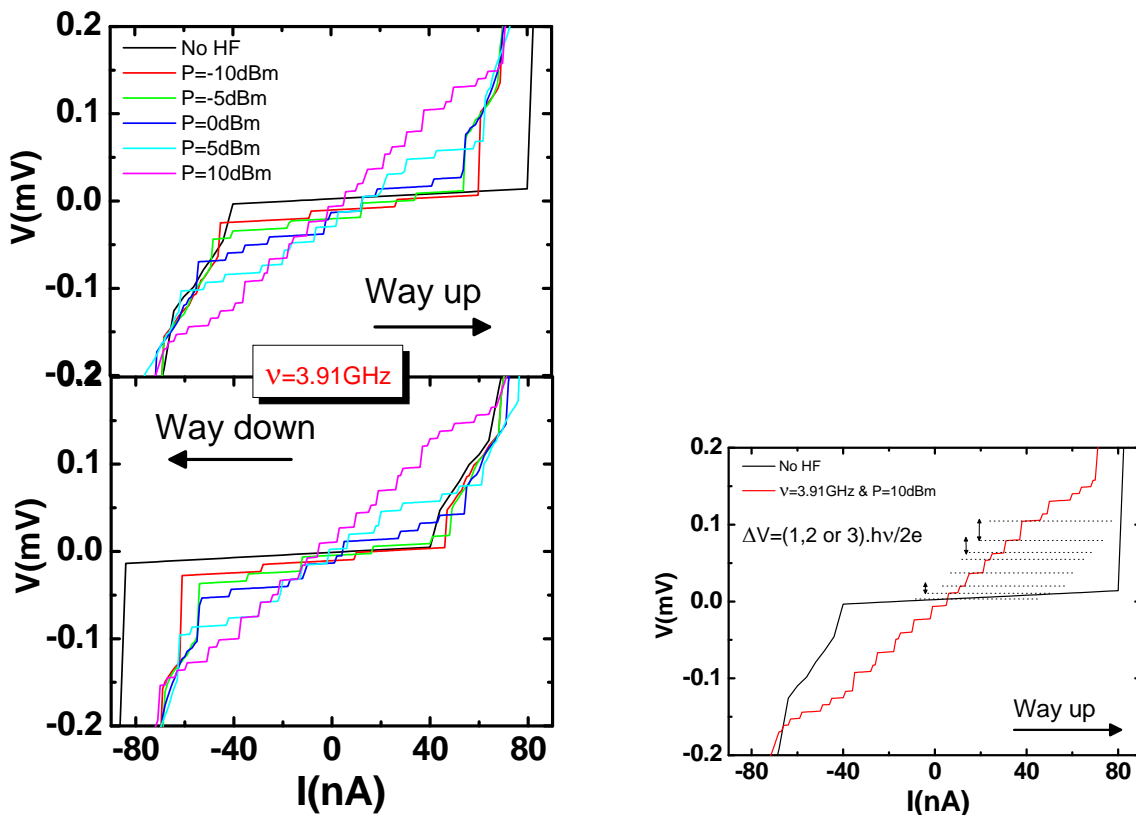 0.2
0.1
0.0
-0.1
-0.2
V(mV)
No HF
P=-10dBm
P=-5dBm
P=0dBm
P=5dBm
P=10dBm
Way up
ν=3.91GHz
0.1
0.0
-0.1
-0.2
V(mV)
Way down
-80 -40 0 40 80
I(nA)
0.2
0.1
0.0
-0.1
-0.2
V(mV)
No HF
ν=3.91GHz & P=10dBm
ΔV=(1,2 or 3).hν/2e
Way up
-80 -40 0 40 80
I(nA)